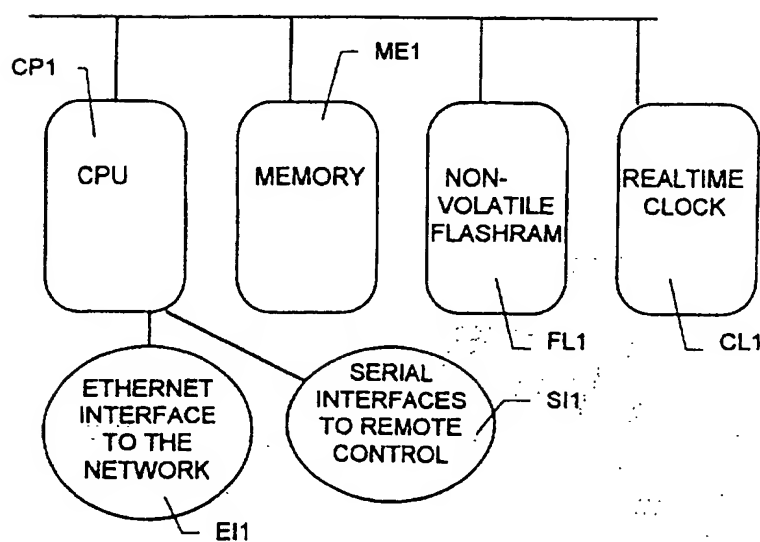 CP1
ME1
CPU
MEMORY
NON-
VOLATILE
FLASHRAM
REALTIME
CLOCK
FL1
CL1
ETHERNET
INTERFACE
TO THE
NETWORK
EI1
SERIAL
INTERFACES
TO REMOTE
CONTROL
SI1